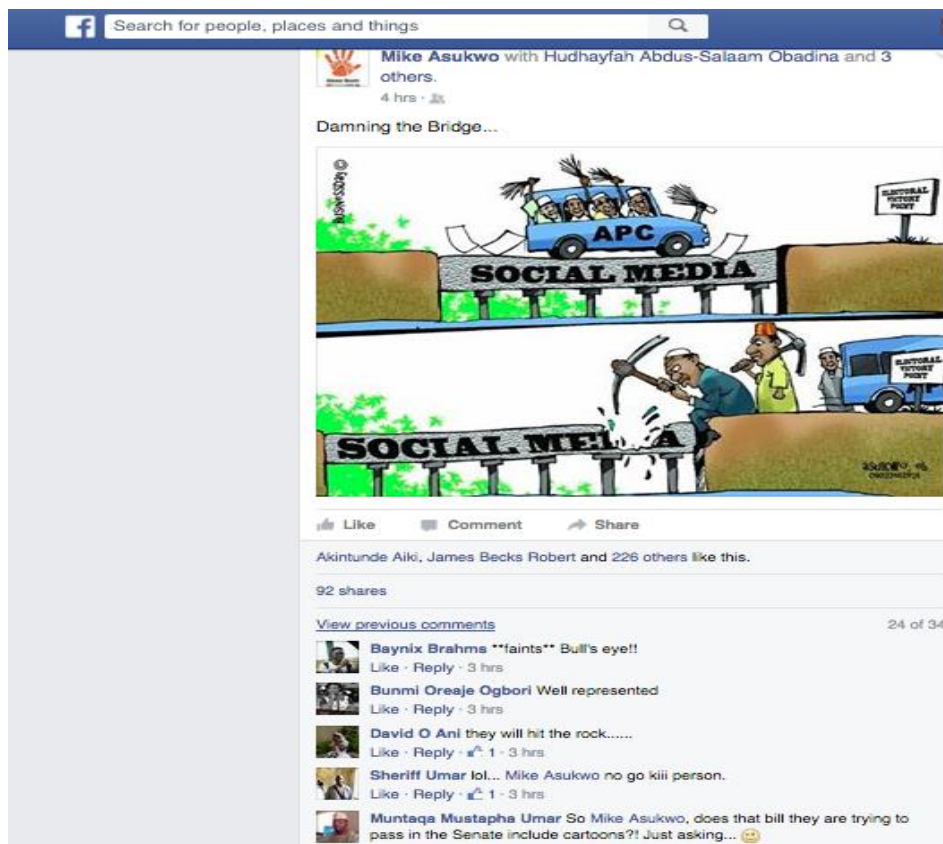 f
Search for people, places and things
Mike Asukwo with Hudhayfah Abdus-Salaam Obadina and 3
others.
4 hrs ·
Damning the Bridge...
© BUSINESSDAY
ELECTORAL
VICTORY
POINT
APC
SOCIAL MEDIA
ELECTORAL
VICTORY
POINT
SOCIAL ME A
asukwo
Like Comment Share
Akintunde Aiki, James Becks Robert and 226 others like this.
92 shares
View previous comments 24 of 34
Baynix Brahms **faints** Bull's eye!!
Like · Reply · 3 hrs
Bunmi Oreaje Ogbori Well represented
Like · Reply · 3 hrs
David O Ani they will hit the rock......
Like · Reply · 1 · 3 hrs
Sheriff Umar lol... Mike Asukwo no go kiii person.
Like · Reply · 1 · 3 hrs
Muntaqa Mustapha Umar So Mike Asukwo, does that bill they are trying to
pass in the Senate include cartoons?! Just asking...